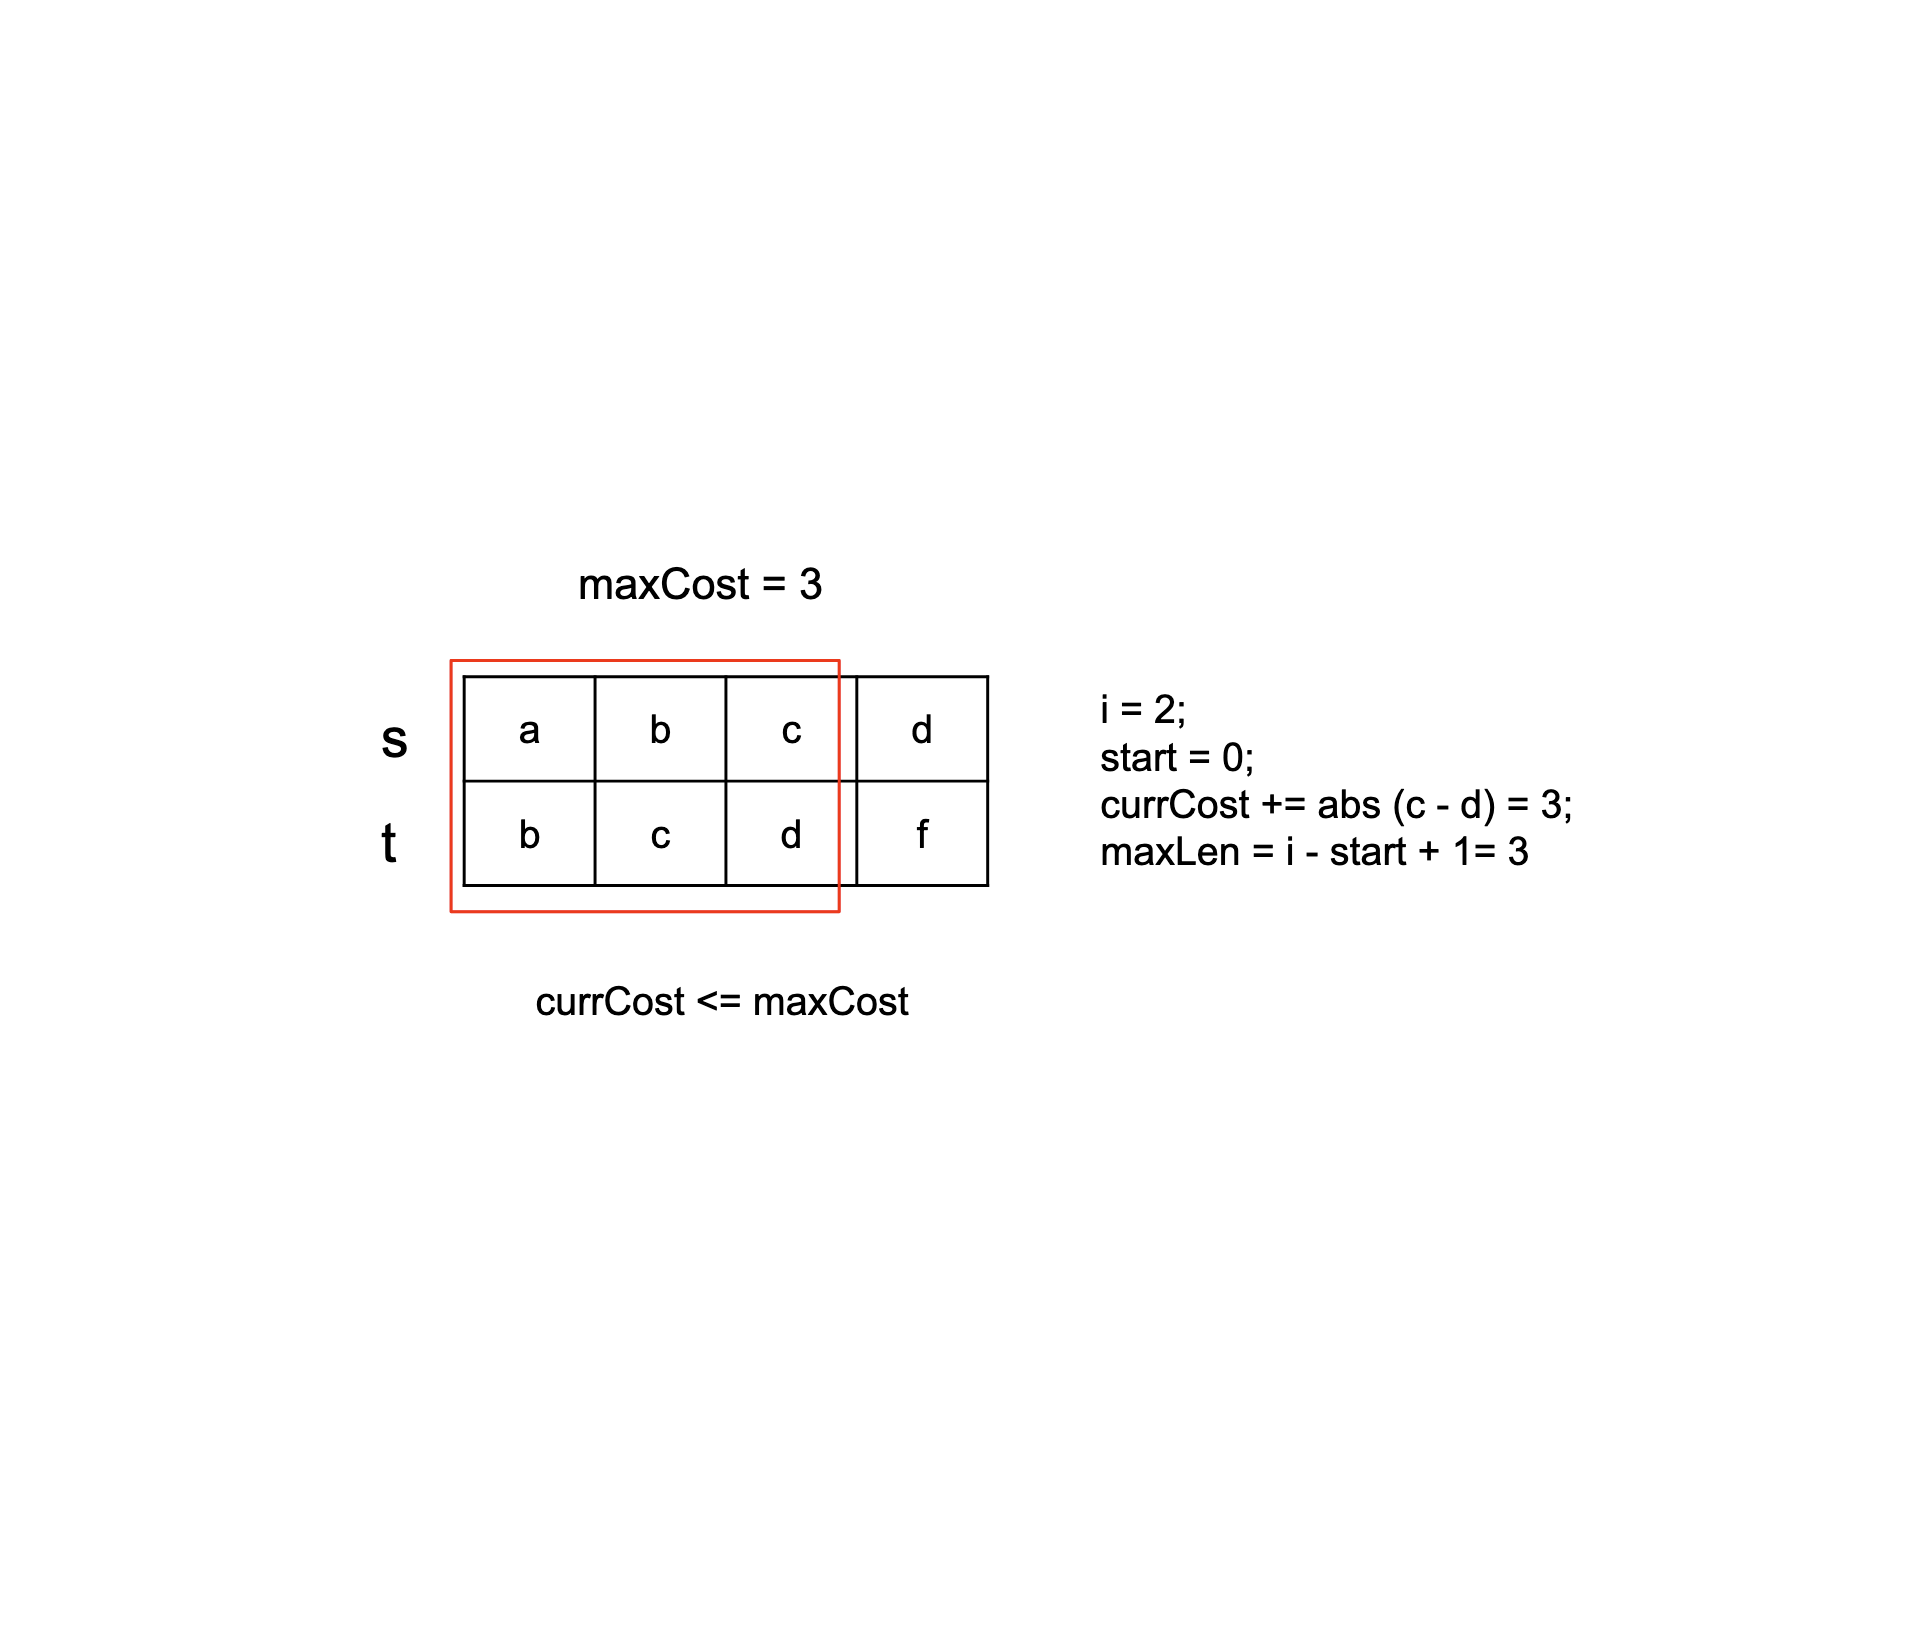 maxCost = 3
s a b c d
t b c d f
i = 2;
start = 0;
currCost += abs (c - d) = 3;
maxLen = i - start + 1= 3
currCost <= maxCost